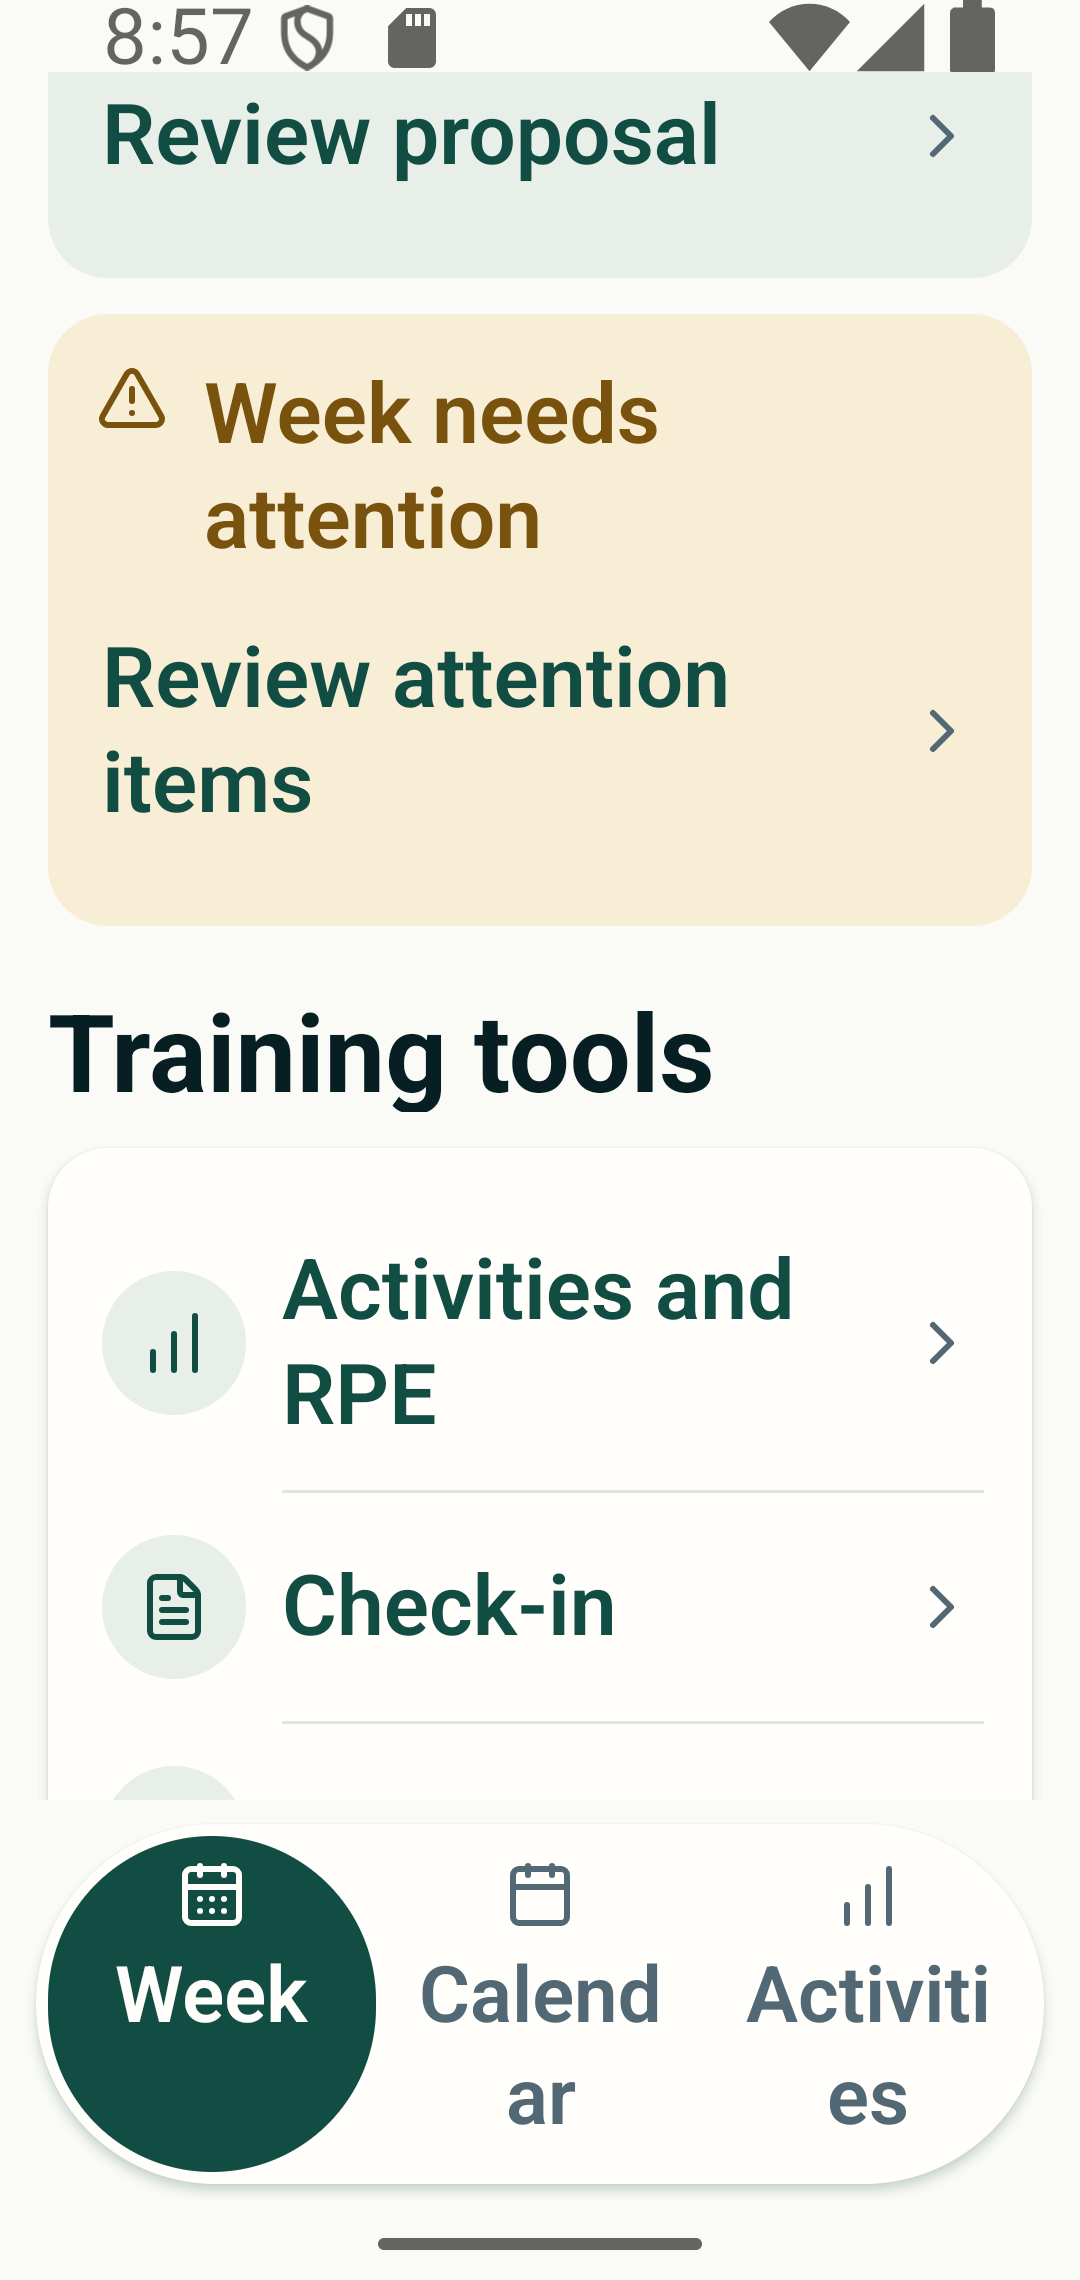 8:57
Review proposal
Week needs
attention
Review attention
items
Training tools
Activities and
RPE
Check-in
Week
Calend
ar
Activiti
es